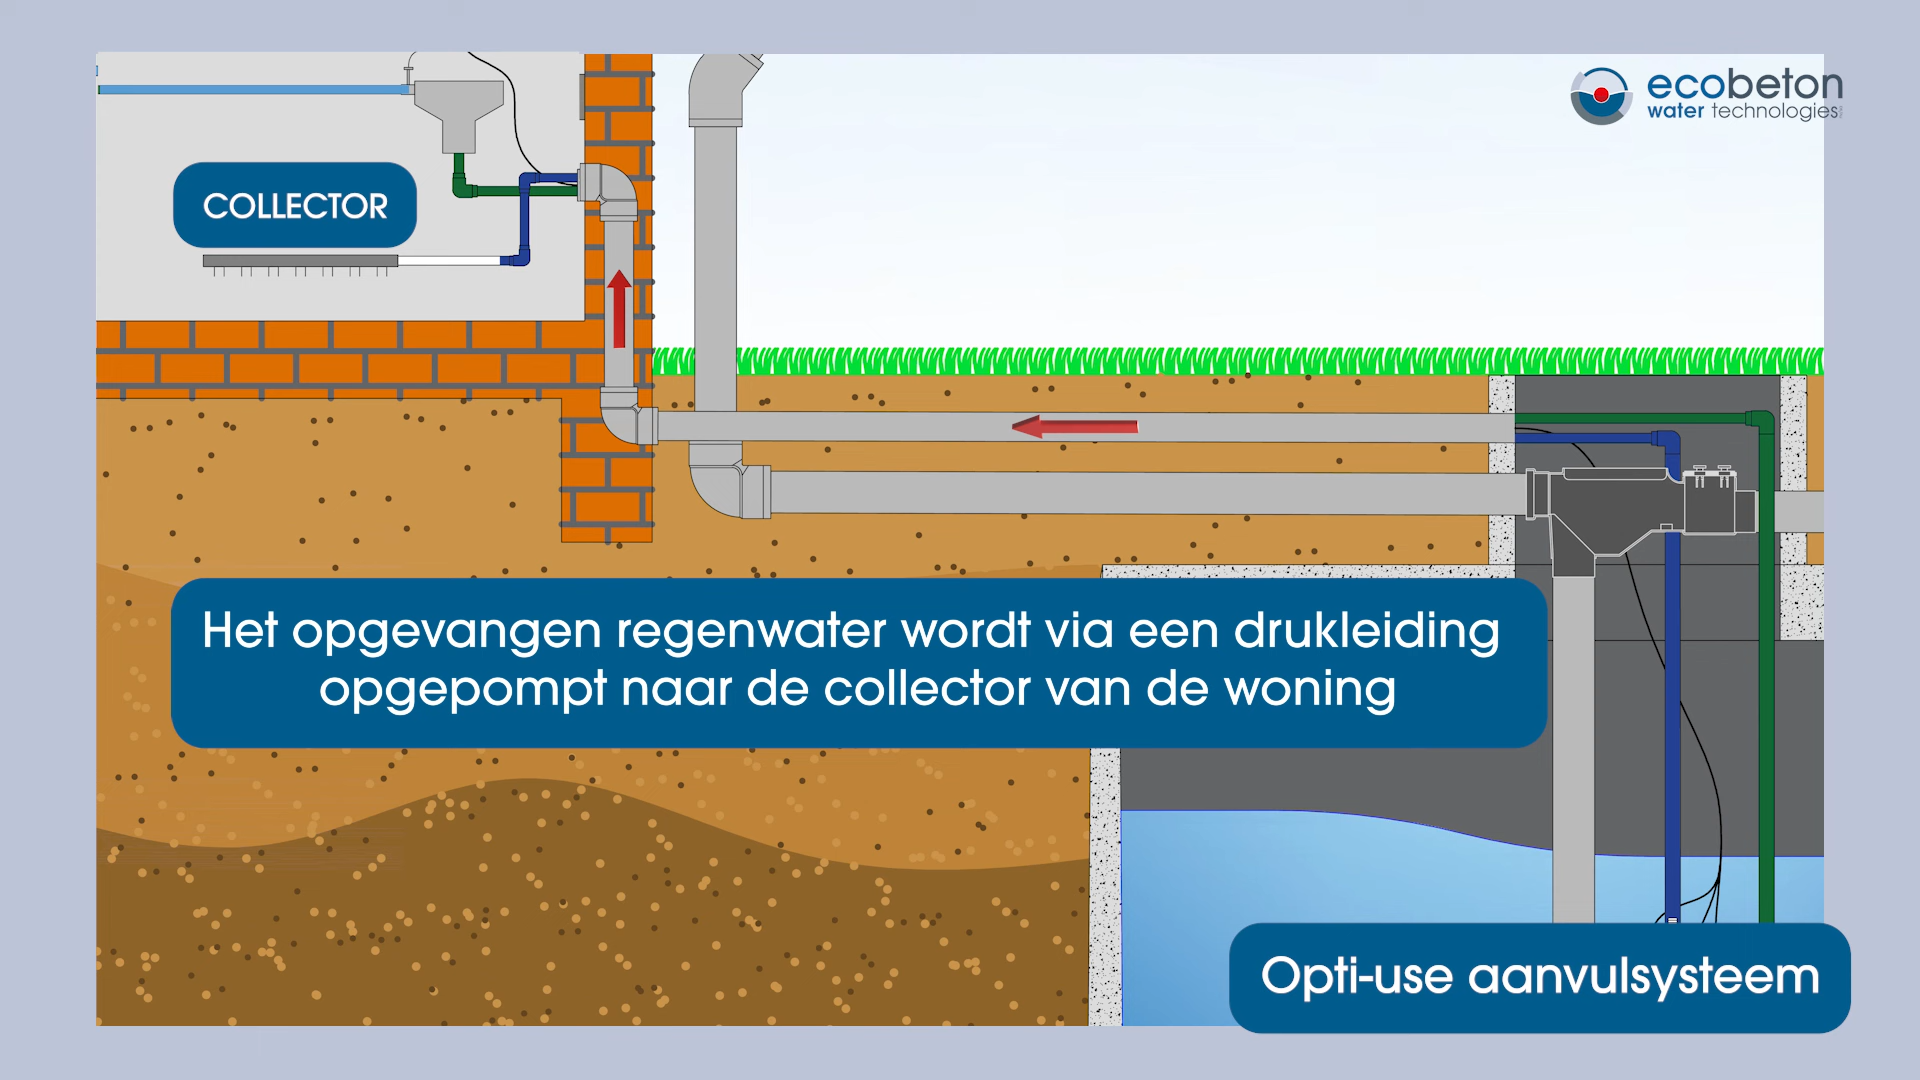 ecobeton
water technologies
COLLECTOR
Het opgevangen regenwater wordt via een drukleiding
opgepompt naar de collector van de woning
Opti-use aanvulsysteem